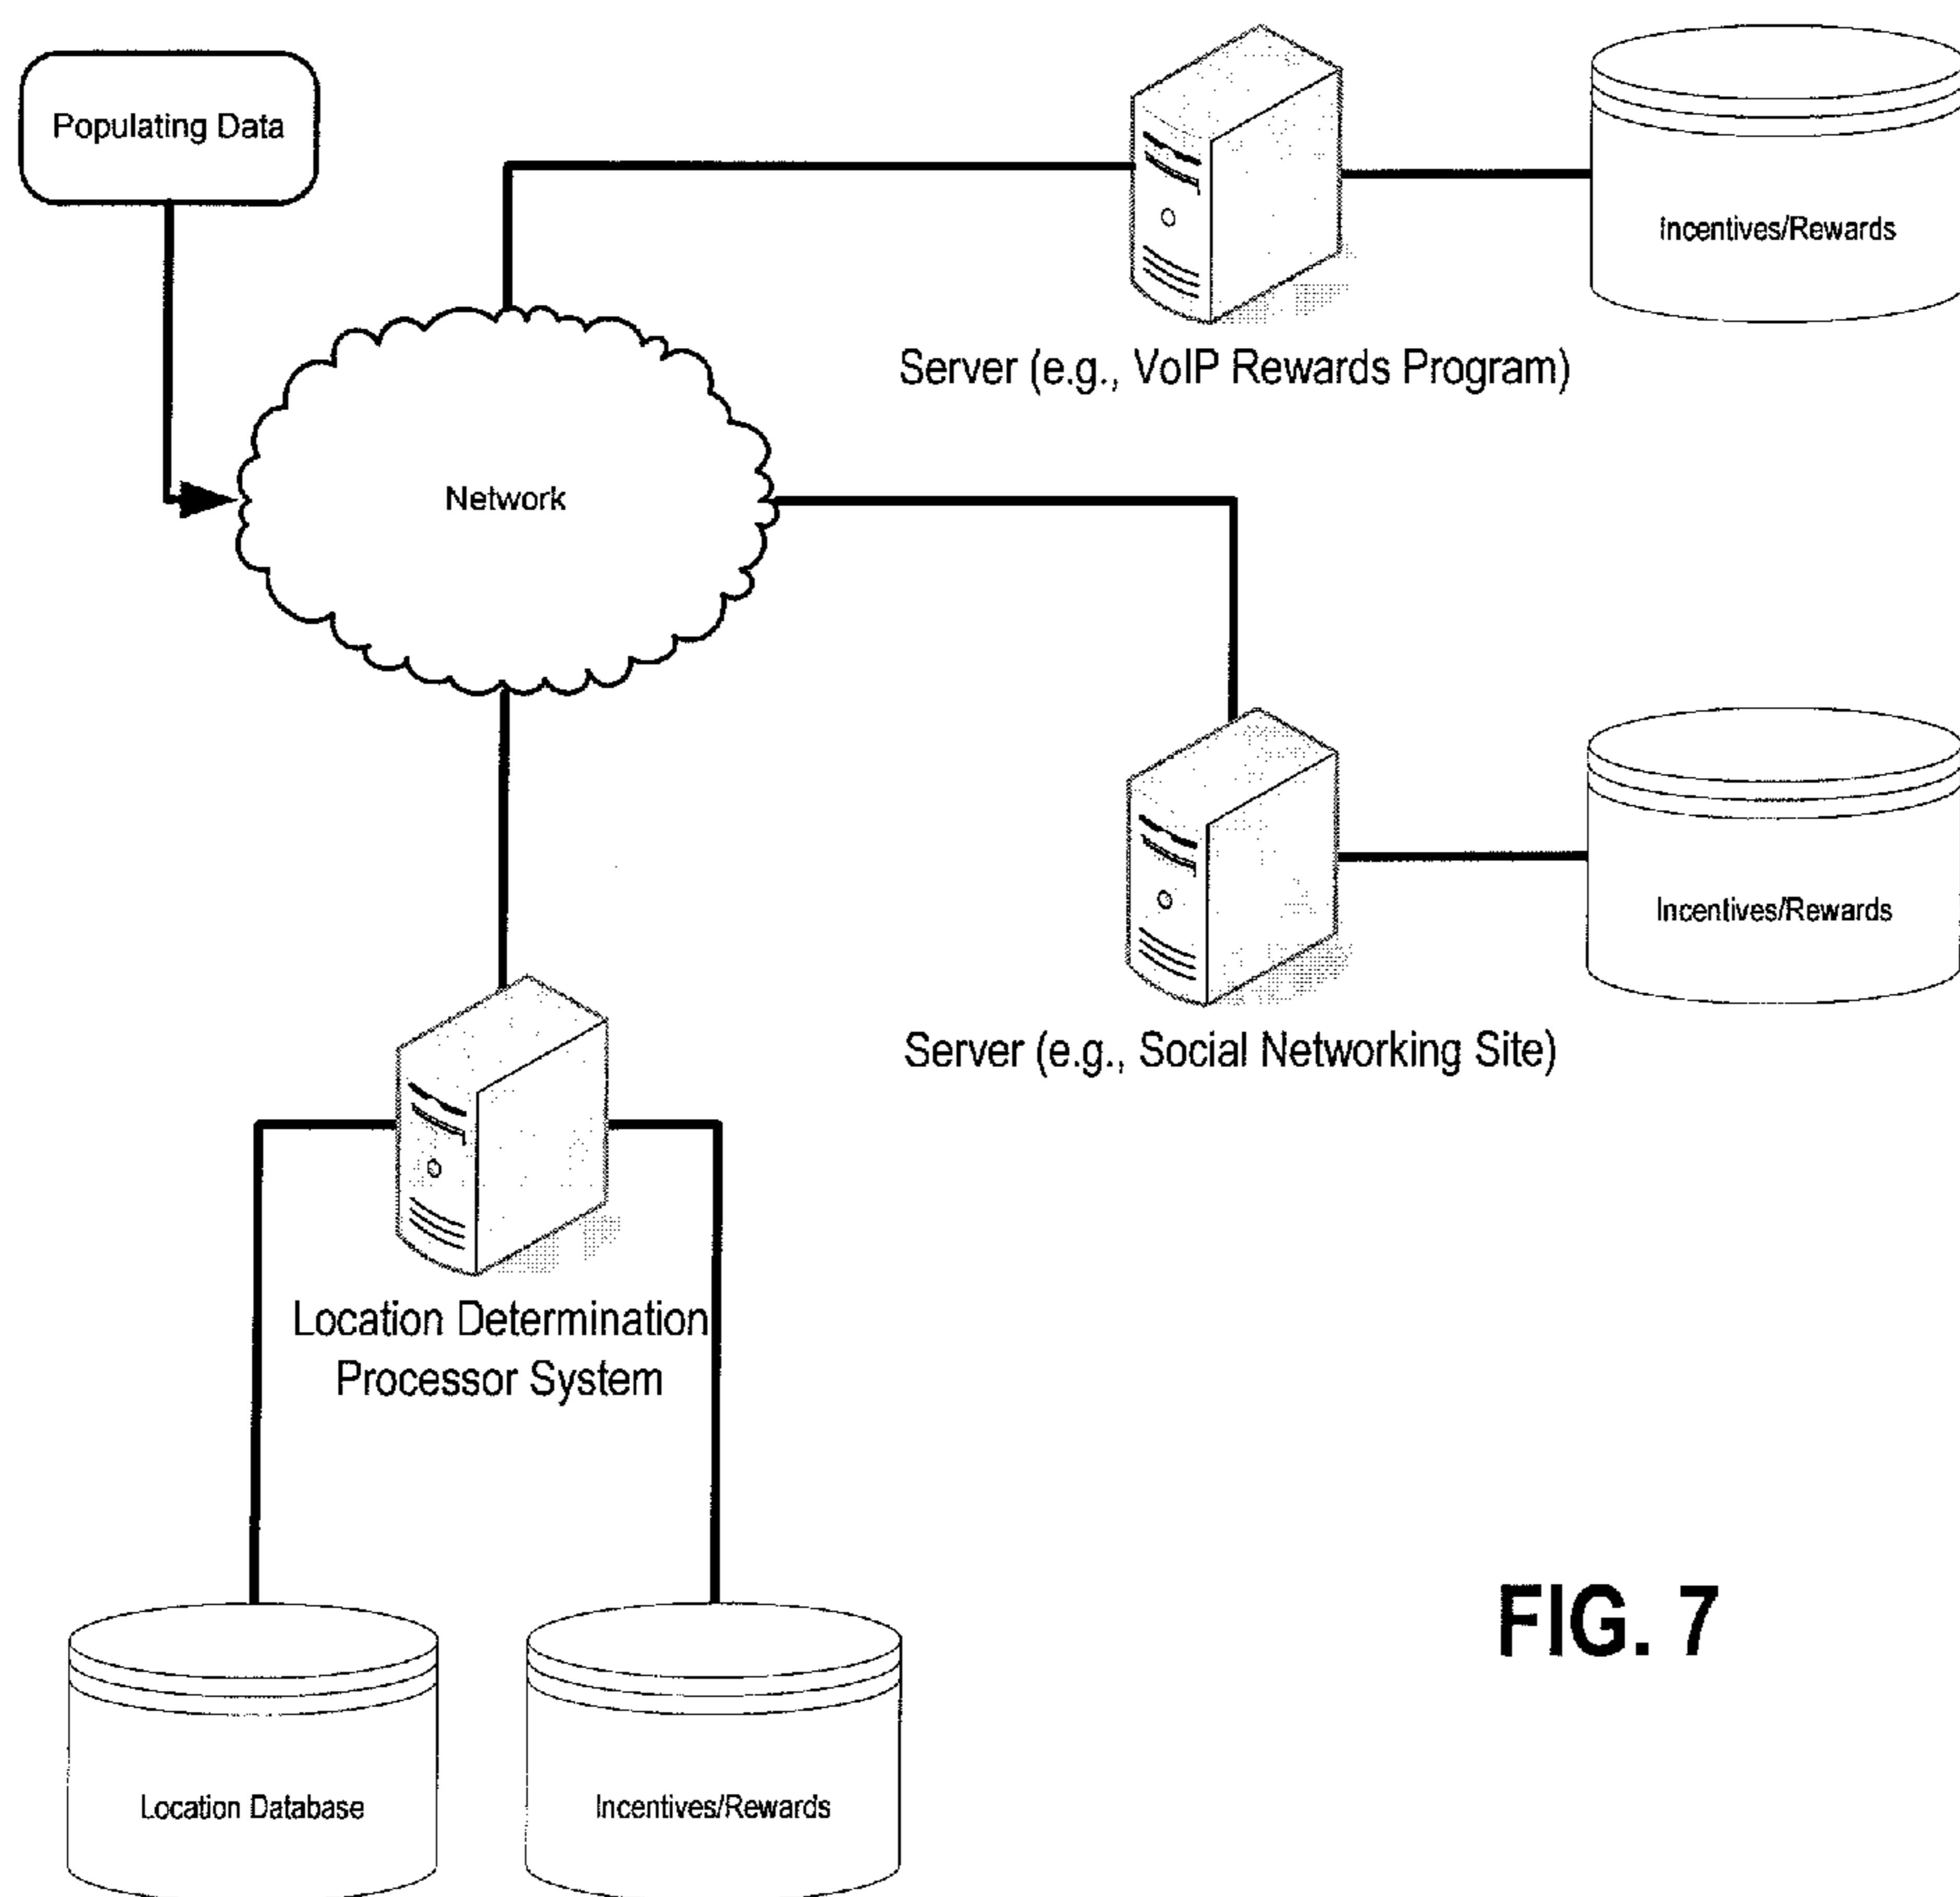 Populating Data
Incentives/Rewards
Server (e.g., VoIP Rewards Program)
Network
Incentives/Rewards
Server (e.g., Social Networking Site)
Location Determination
Processor System
FIG. 7
Location Database
Incentives/Rewards